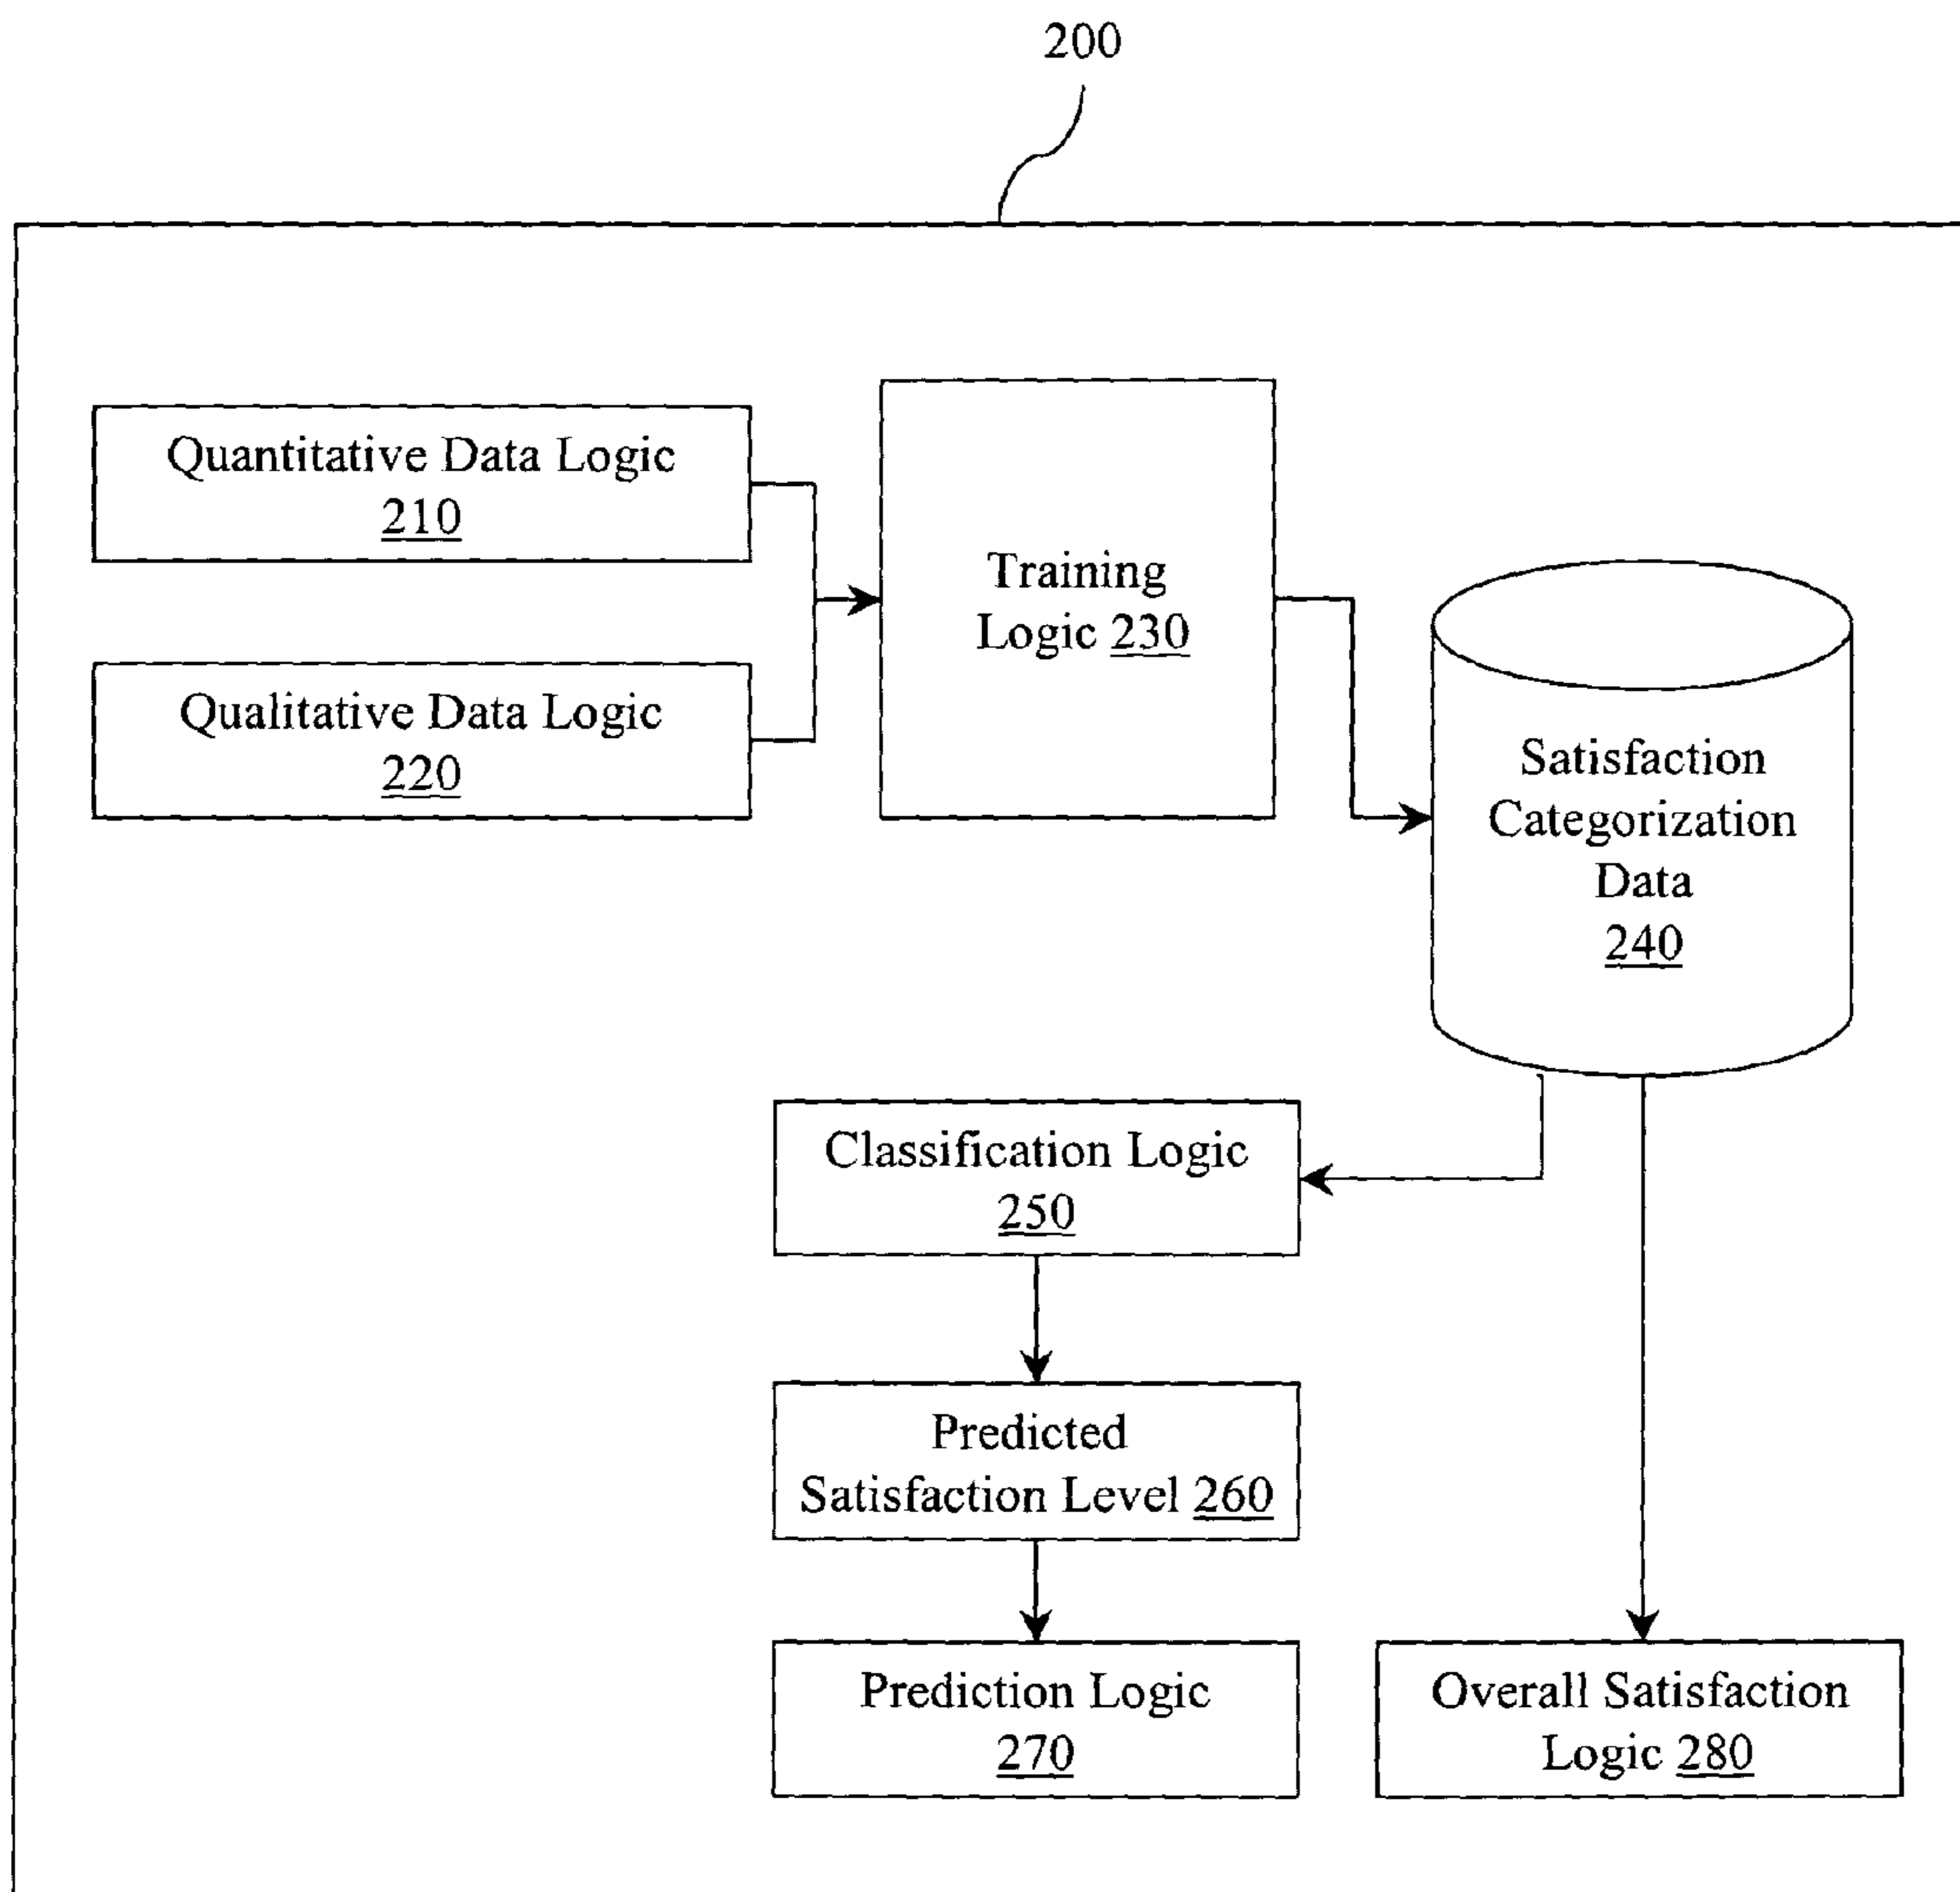 200
Quantitative Data Logic
210
Qualitative Data Logic
220
Training
Logic 230
Satisfaction
Categorization
Data
240
Classification Logic
250
Predicted
Satisfaction Level 260
Prediction Logic
270
Overall Satisfaction
Logic 280